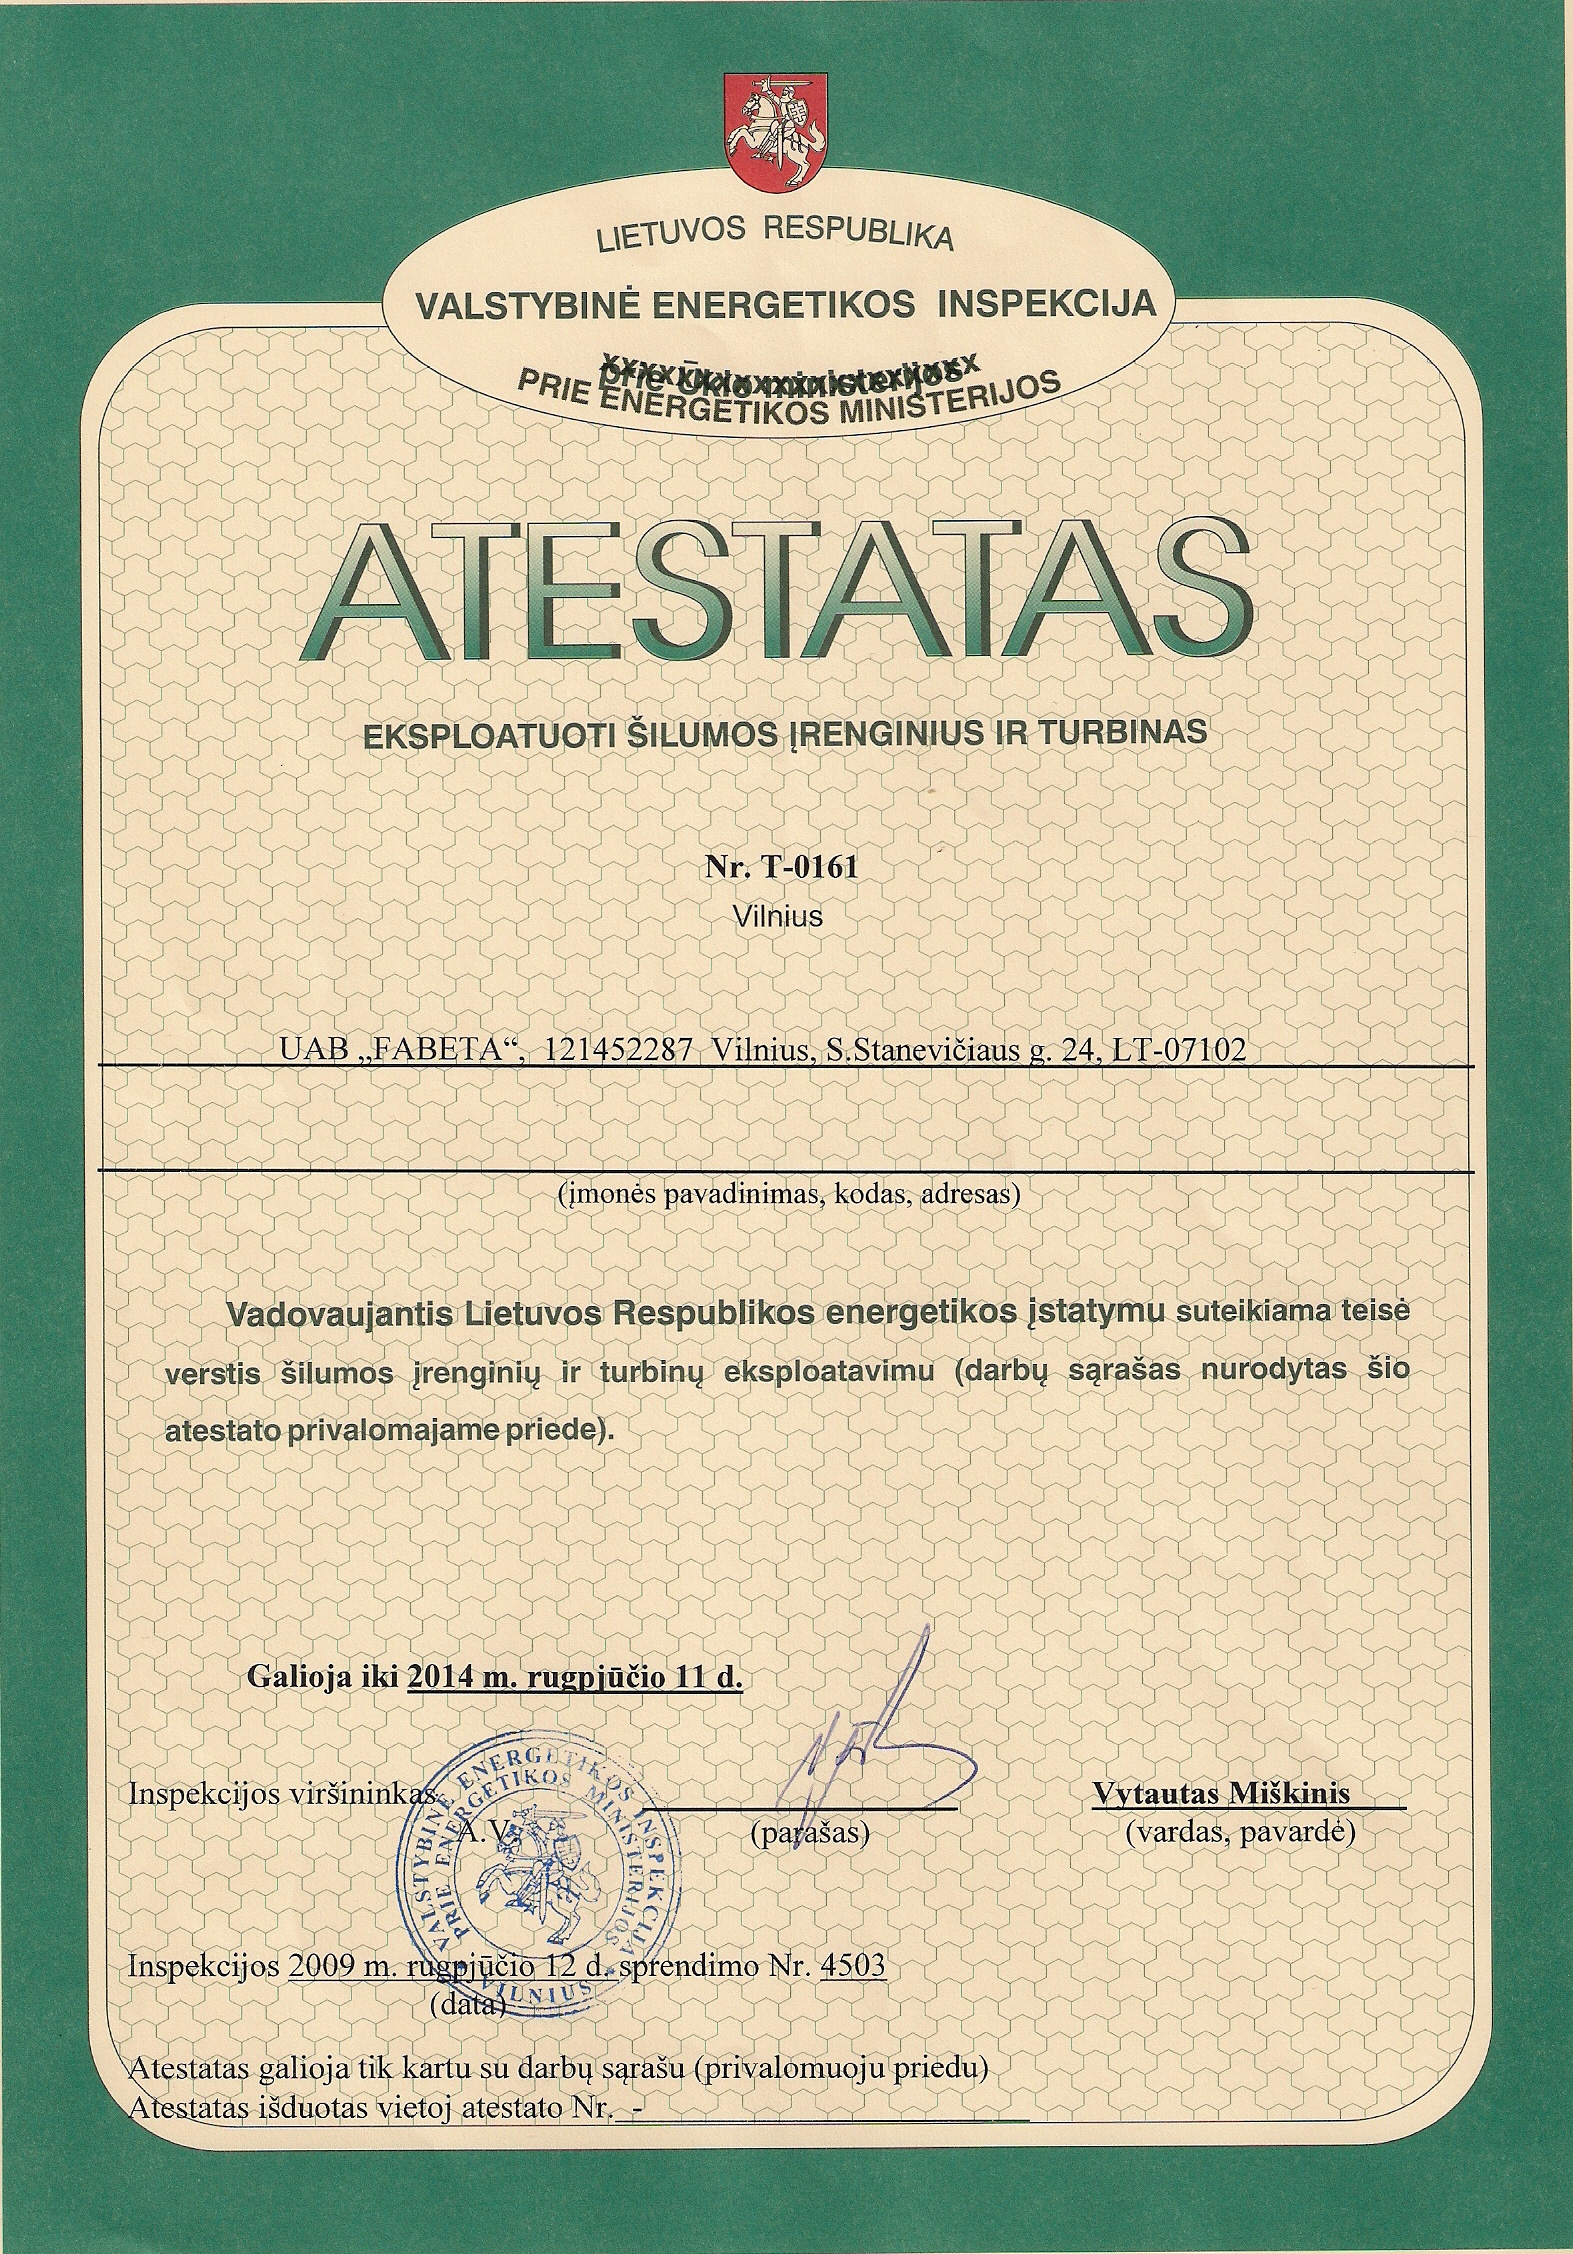 LIETUVOS RESPUBLIKA
VALSTYBINĖ ENERGETIKOS INSPEKCIJA
prie Ūkio ministerijos
PRIE ENERGETIKOS MINISTERIJOS
ATESTATAS
EKSPLOATUOTI ŠILUMOS ĮRENGINIUS IR TURBINAS
Nr. T-0161
Vilnius
UAB „FABETA“, 121452287 Vilnius, S.Stanevičiaus g. 24, LT-07102
(įmonės pavadinimas, kodas, adresas)
Vadovaujantis Lietuvos Respublikos energetikos įstatymu suteikiama teisė
verstis šilumos įrenginių ir turbinų eksploatavimu (darbų sąrašas nurodytas šio
atestato privalomajame priede).
Galioja iki 2014 m. rugpjūčio 11 d.
Inspekcijos viršininkas
Vytautas Miškinis
A.V.
(parašas)
(vardas, pavardė)
VALSTYBINĖ ENERGETIKOS INSPEKCIJA
PRIE ENERGETIKOS MINISTERIJOS
* VILNIUS *
Inspekcijos 2009 m. rugpjūčio 12 d. sprendimo Nr. 4503
(data)
Atestatas galioja tik kartu su darbų sąrašu (privalomuoju priedu)
Atestatas išduotas vietoj atestato Nr. -